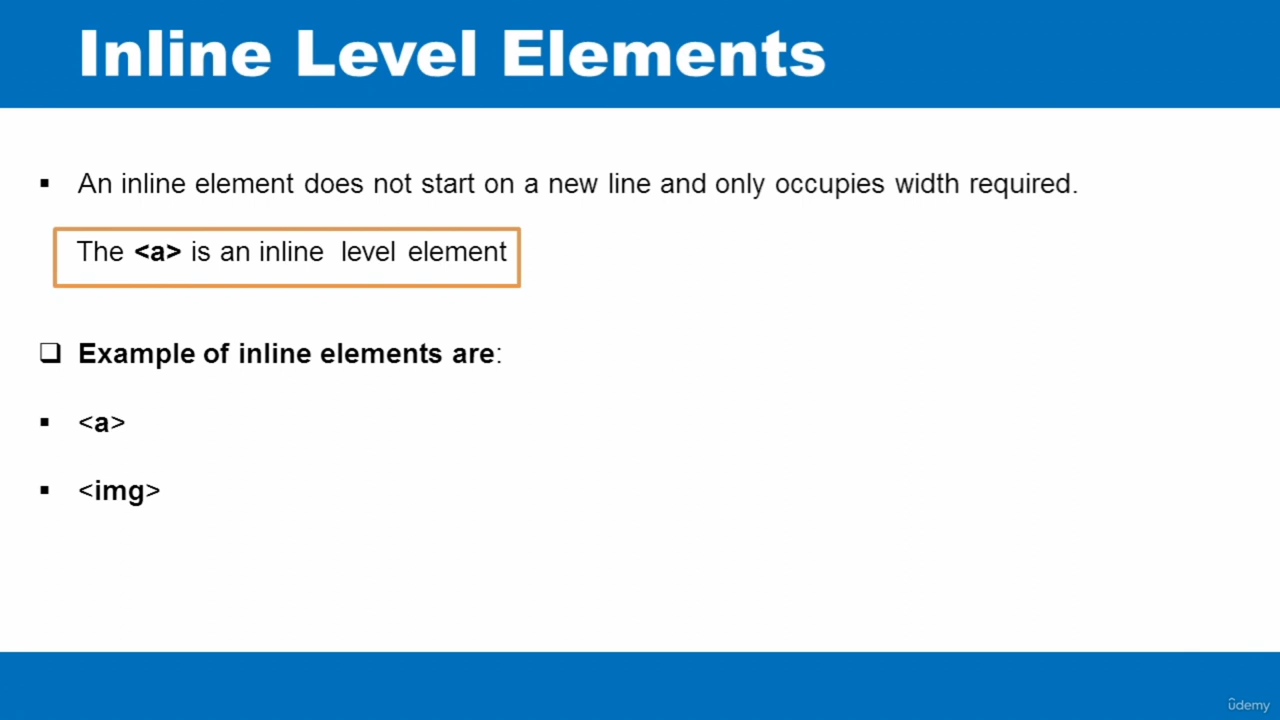 Inline Level Elements
▪ An inline element does not start on a new line and only occupies width required.
The <a> is an inline level element
❑ Example of inline elements are:
▪ <a>
▪ <img>
ûdemy